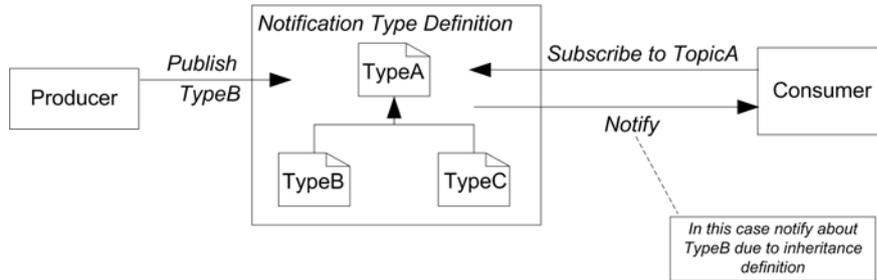 Notification Type Definition
Publish
TypeB
Producer
TypeA
TypeB
TypeC
Subscribe to TopicA
Consumer
Notify
In this case notify about
TypeB due to inheritance
definition